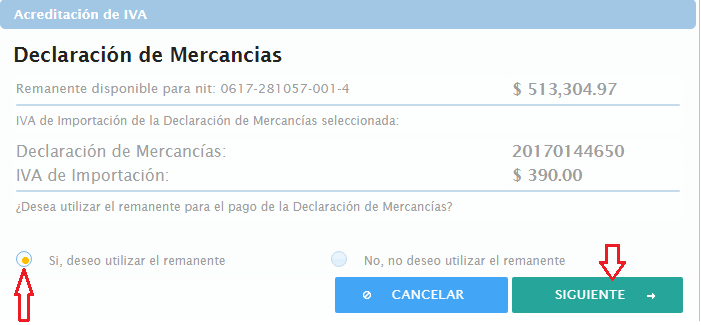 Acreditación de IVA
Declaración de Mercancias
Remanente disponible para nit: 0617-281057-001-4 $ 513,304.97
IVA de Importación de la Declaración de Mercancías seleccionada:
Declaración de Mercancías: 20170144650
IVA de Importación: $ 390.00
¿Desea utilizar el remanente para el pago de la Declaración de Mercancías?
Si, deseo utilizar el remanente No, no deseo utilizar el remanente
CANCELAR SIGUIENTE →